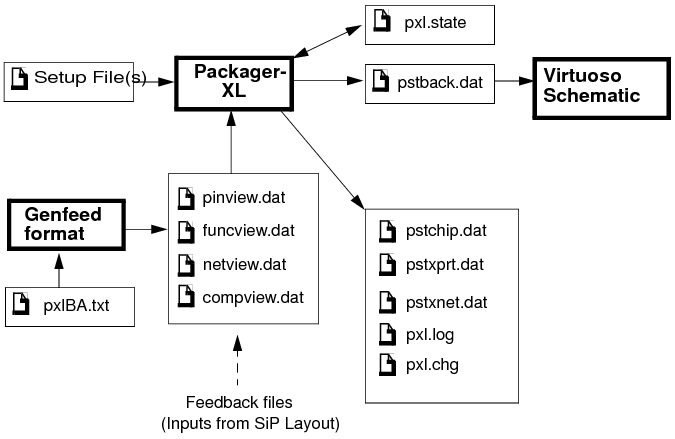 pxl.state
Setup File(s)
Packager-
XL
pstback.dat
Virtuoso
Schematic
pinview.dat
funcview.dat
netview.dat
compview.dat
Genfeed
format
pxlBA.txt
pstchip.dat
pstxprt.dat
pstxnet.dat
pxl.log
pxl.chg
Feedback files
(Inputs from SiP Layout)